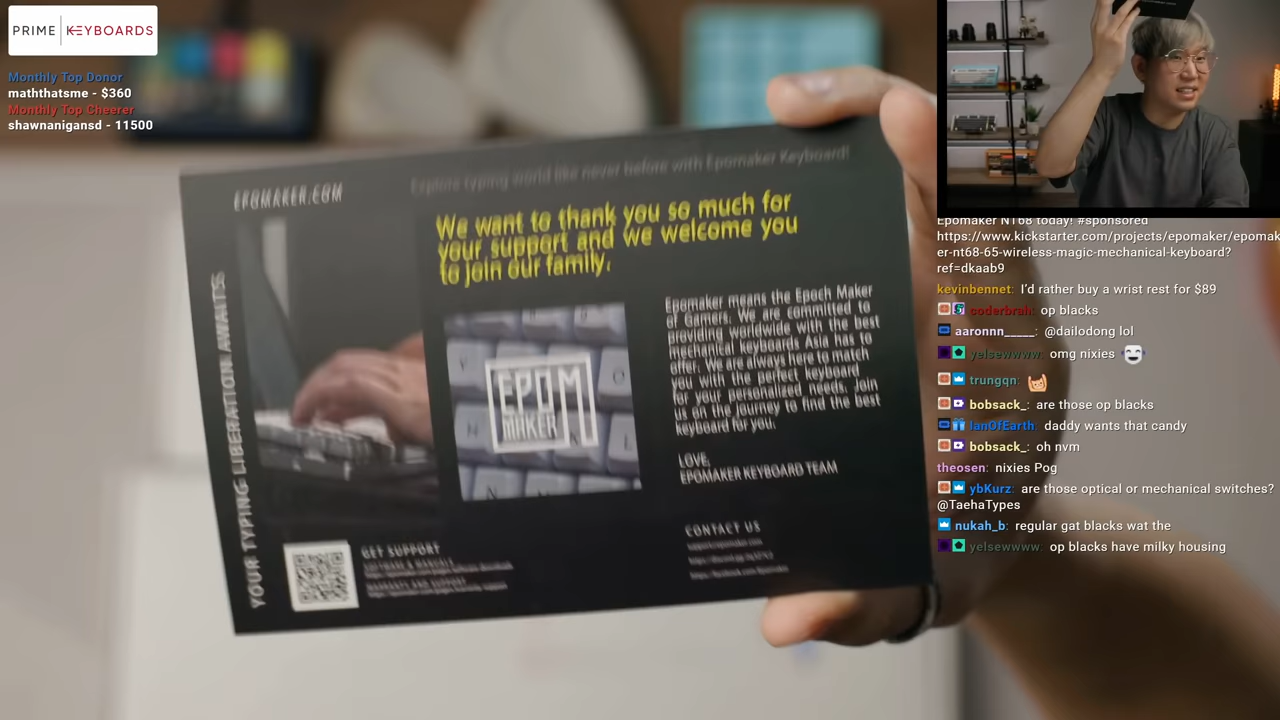 PRIME | KEYBOARDS
Monthly Top Donor
maththatsme - $360
Monthly Top Cheerer
shawnanigansd - 11500
EPOMAKER.COM
Explore typing world like never before with Epomaker Keyboard!
YOUR TYPING LIBERATION AWAITS!
We want to thank you so much for
your support and we welcome you
to join our family.
EPOMAKER
Epomaker means the Epoch Maker
of Gamers. We are committed to
providing worldwide with the best
mechanical keyboards Asia has to
offer. We are always here to match
you with the perfect keyboard
for your personalized needs. Join
us on the journey to find the best
keyboard for you.
LOVE,
EPOMAKER KEYBOARD TEAM
GET SUPPORT
SOFTWARE & MANUALS
WARRANTY AND SUPPORT
CONTACT US
Epomaker NT68 today! #sponsored
https://www.kickstarter.com/projects/epomaker/epomak
er-nt68-65-wireless-magic-mechanical-keyboard?
ref=dkaab9
kevinbennet: I'd rather buy a wrist rest for $89
coderbrah: op blacks
aaronnn_____: @dailodong lol
yelsewwww: omg nixies
trungqn:
bobsack_: are those op blacks
IanOfEarth: daddy wants that candy
bobsack_: oh nvm
theosen: nixies Pog
ybKurz: are those optical or mechanical switches?
@TaehaTypes
nukah_b: regular gat blacks wat the
yelsewwww: op blacks have milky housing